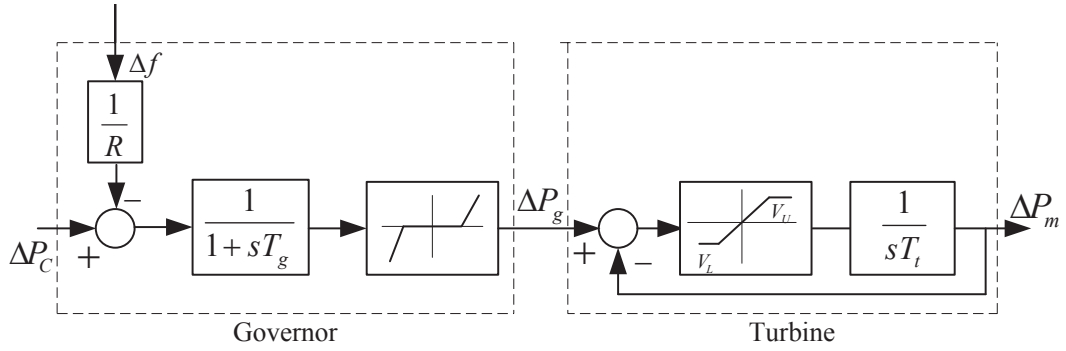 Δf
1
R
−
ΔP_C
+
1
1 + sT_g
ΔP_g
+
−
V_U
V_L
1
sT_t
ΔP_m
Governor
Turbine